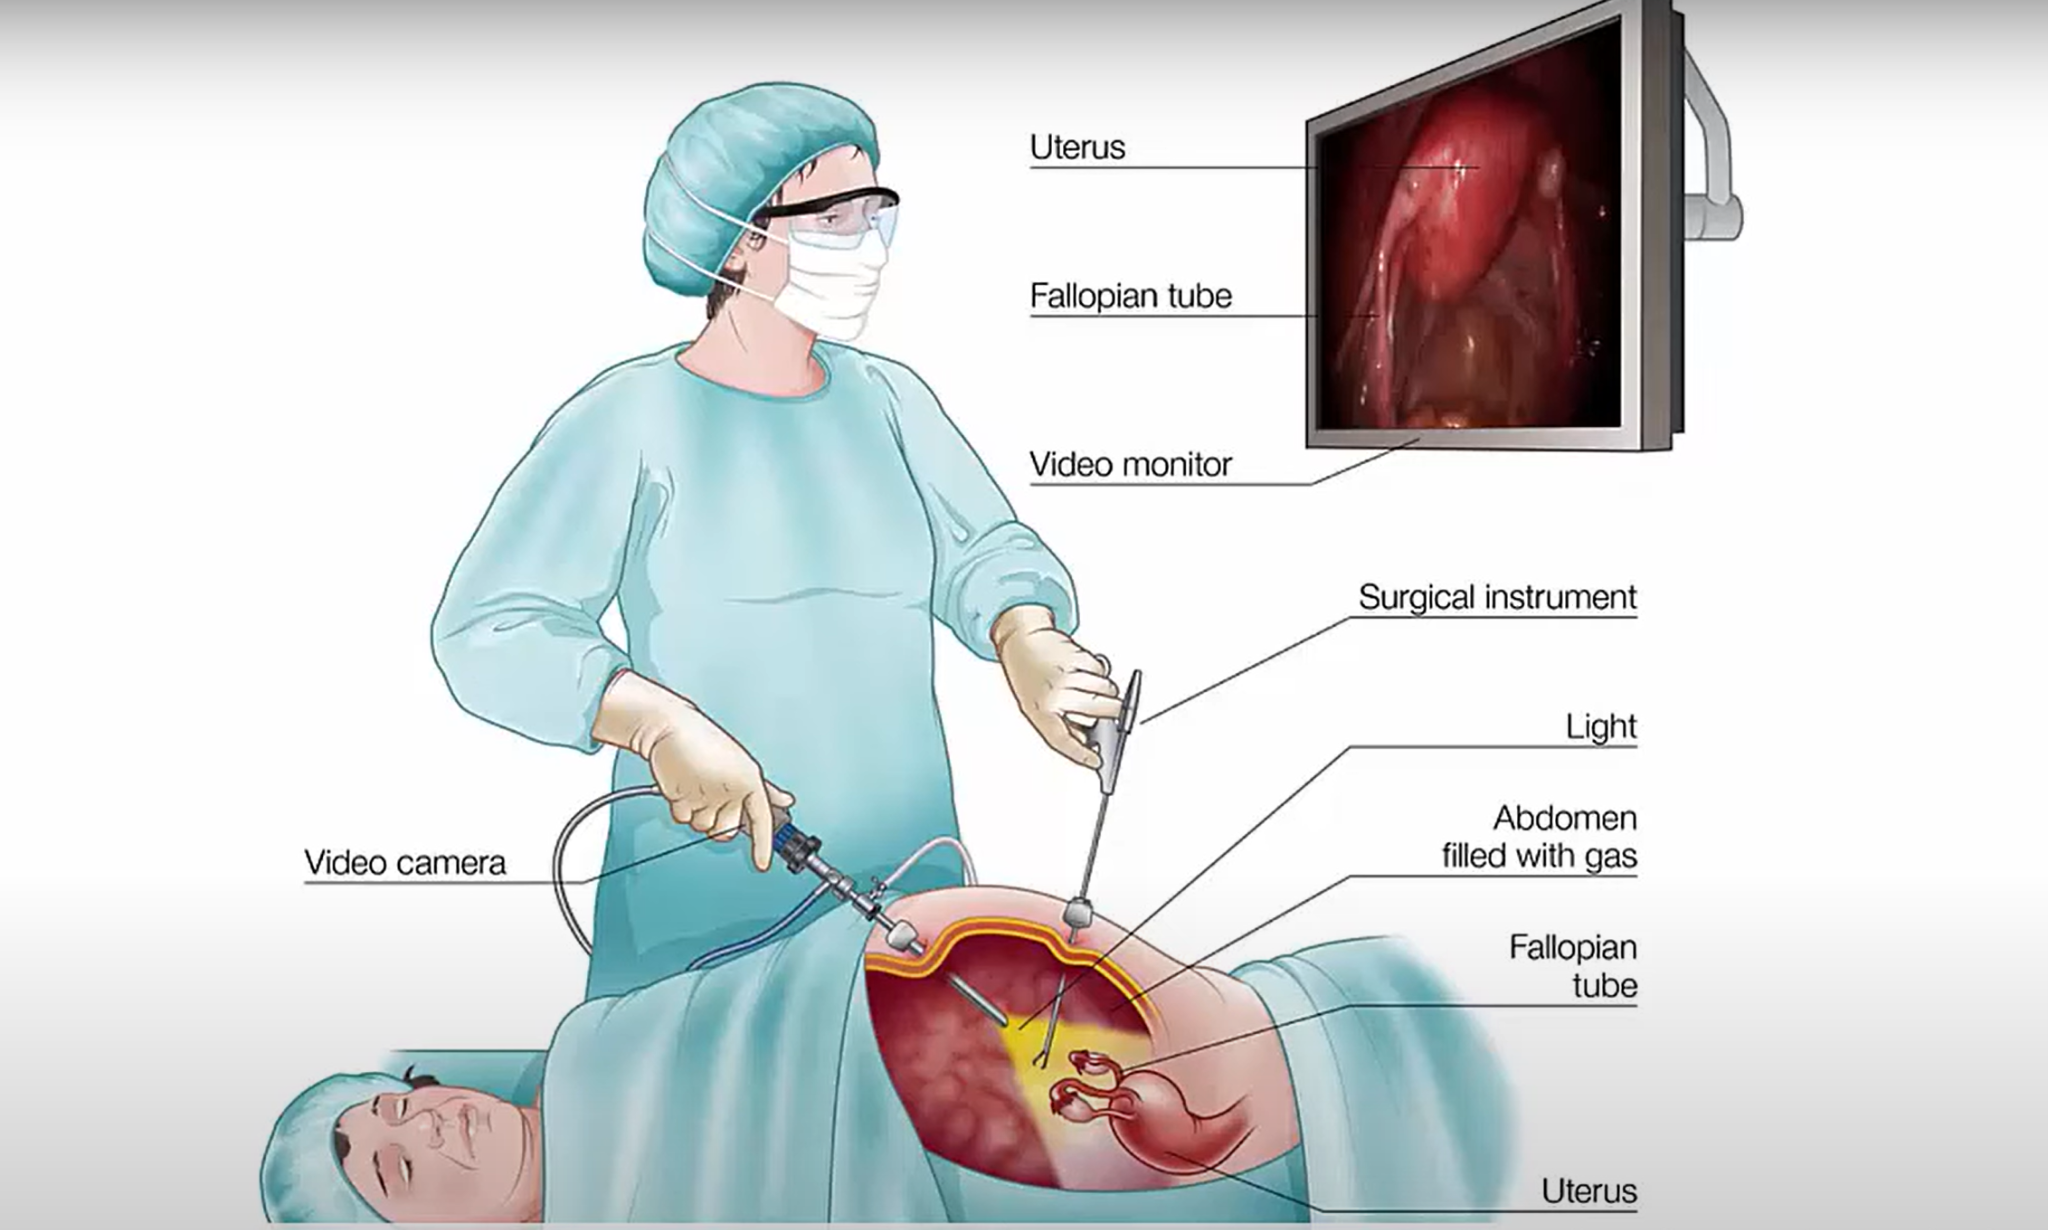 Uterus
Fallopian tube
Video monitor
Surgical instrument
Light
Abdomen
filled with gas
Video camera
Fallopian
tube
Uterus